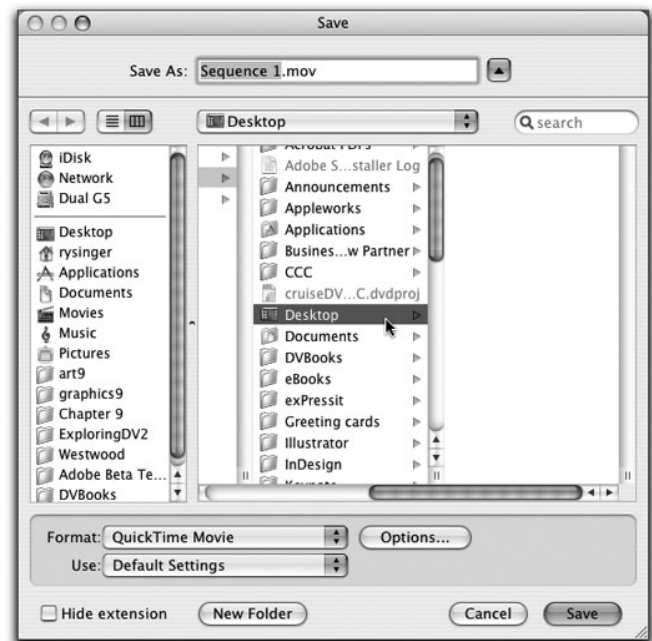 Save
Save As: Sequence 1.mov
Desktop
search
iDisk
Network
Dual G5
Desktop
rysinger
Applications
Documents
Movies
Music
Pictures
art9
graphics9
Chapter 9
ExploringDV2
Westwood
Adobe Beta Te...
DVBooks
Acrobat PDFs
Adobe S...staller Log
Announcements
Appleworks
Applications
Busines...w Partner
CCC
cruiseDV...C.dvdproj
Desktop
Documents
DVBooks
eBooks
exPressit
Greeting cards
Illustrator
InDesign
Format: QuickTime Movie
Options...
Use: Default Settings
Hide extension
New Folder
Cancel
Save